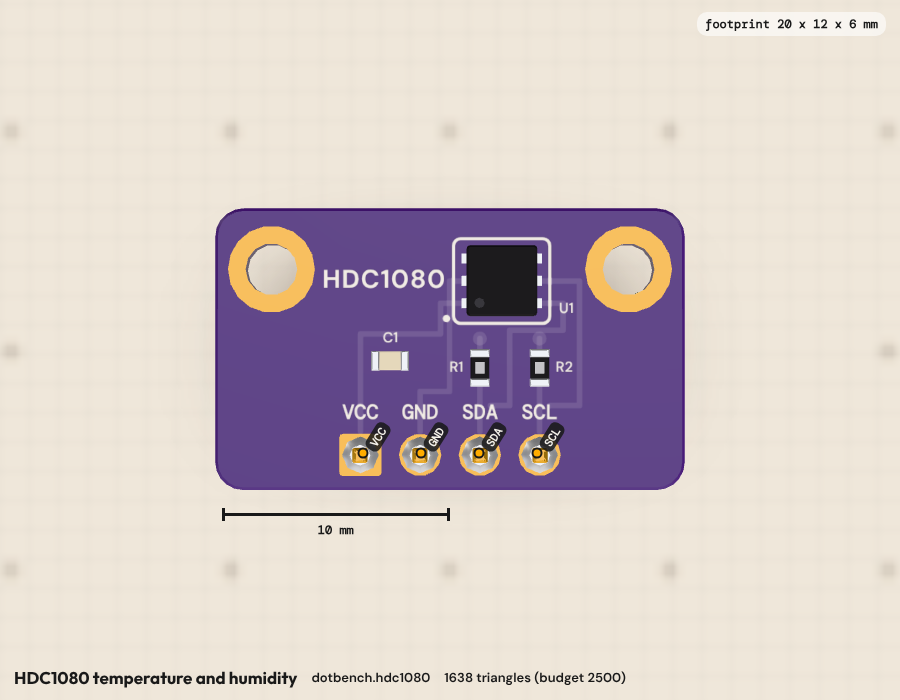 footprint 20 x 12 x 6 mm
HDC1080
U1
C1
R1
R2
VCC GND SDA SCL
VCC GND SDA SCL
10 mm
HDC1080 temperature and humidity dotbench.hdc1080 1638 triangles (budget 2500)